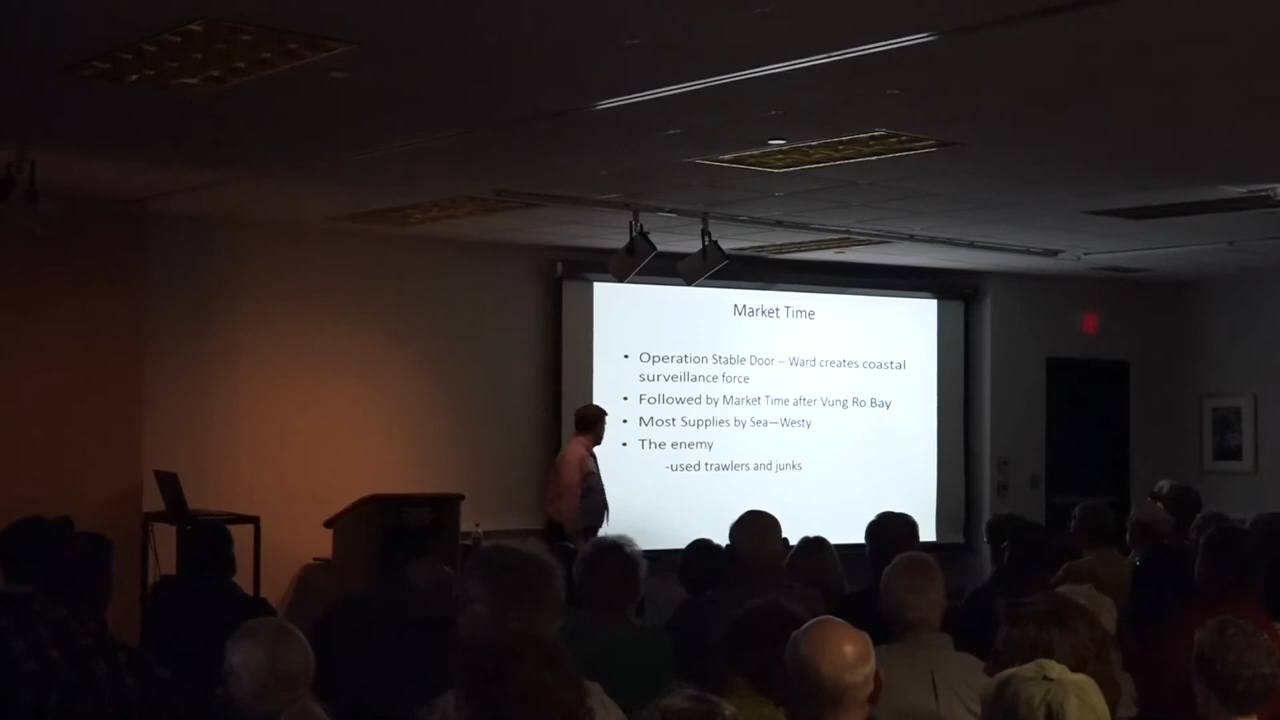 Market Time
• Operation Stable Door – Ward creates coastal
surveillance force
• Followed by Market Time after Vung Ro Bay
• Most Supplies by Sea—Westy
• The enemy
-used trawlers and junks